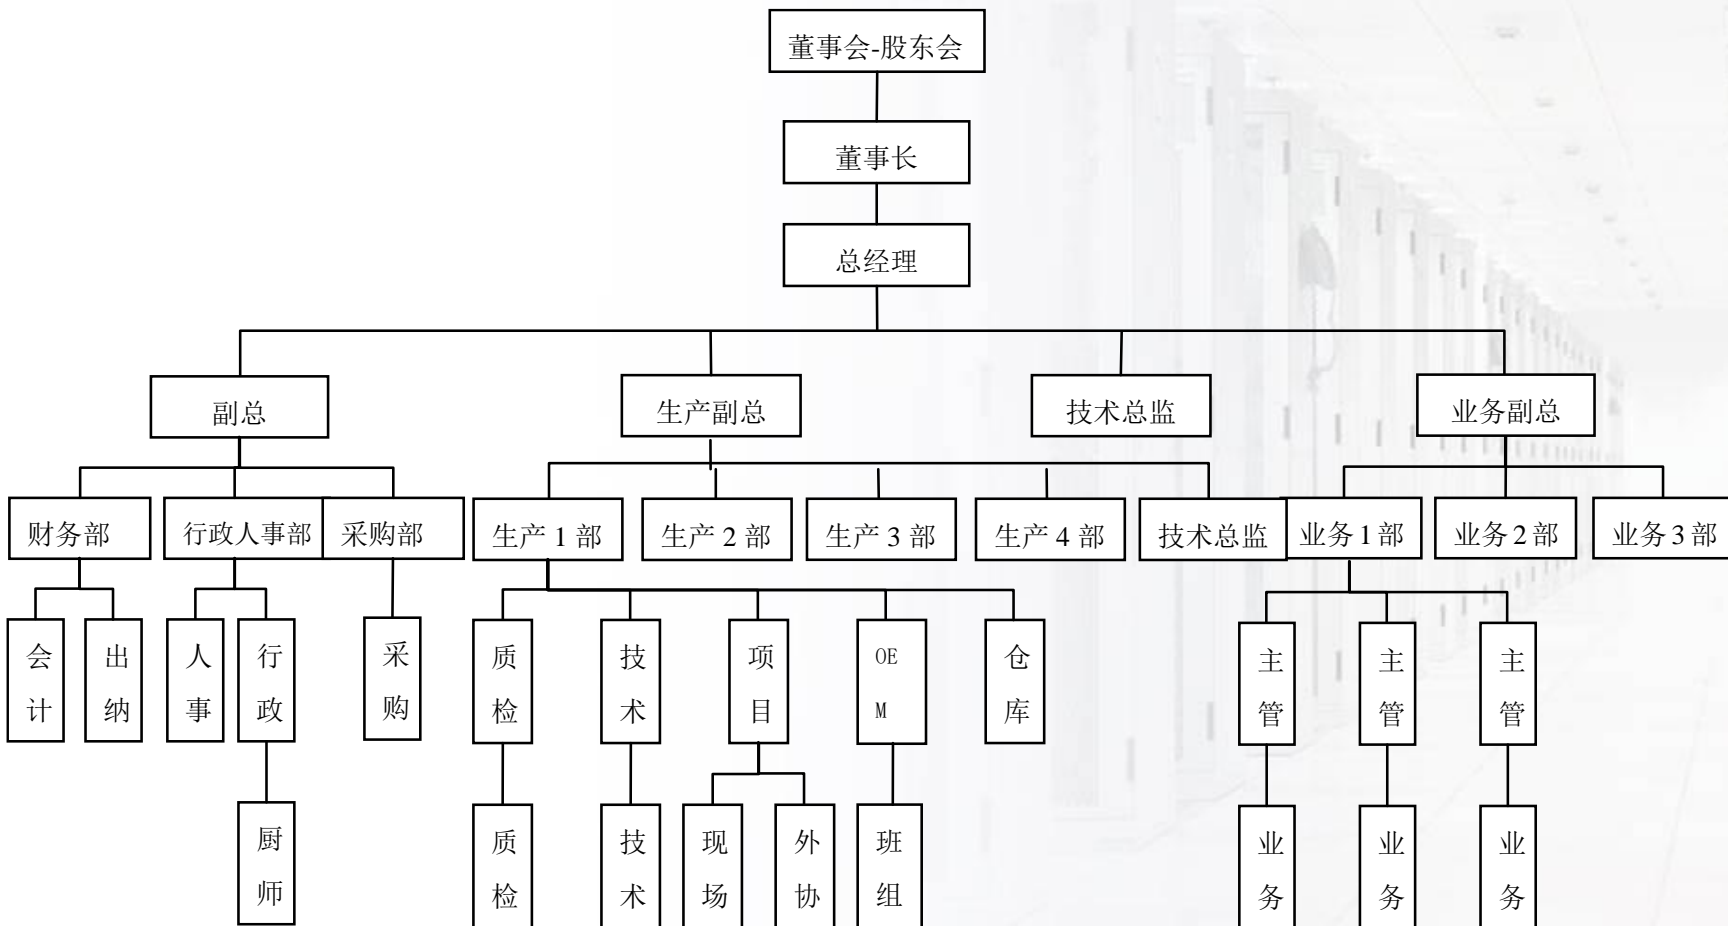 董事会-股东会
董事长
总经理
副总
生产副总
技术总监
业务副总
财务部
行政人事部
采购部
生产 1 部
生产 2 部
生产 3 部
生产 4 部
技术总监
业务 1 部
业务 2 部
业务 3 部
会
计
出
纳
人
事
行
政
采
购
质
检
技
术
项
目
OE
M
仓
库
主
管
主
管
主
管
厨
师
质
检
技
术
现
场
外
协
班
组
业
务
业
务
业
务